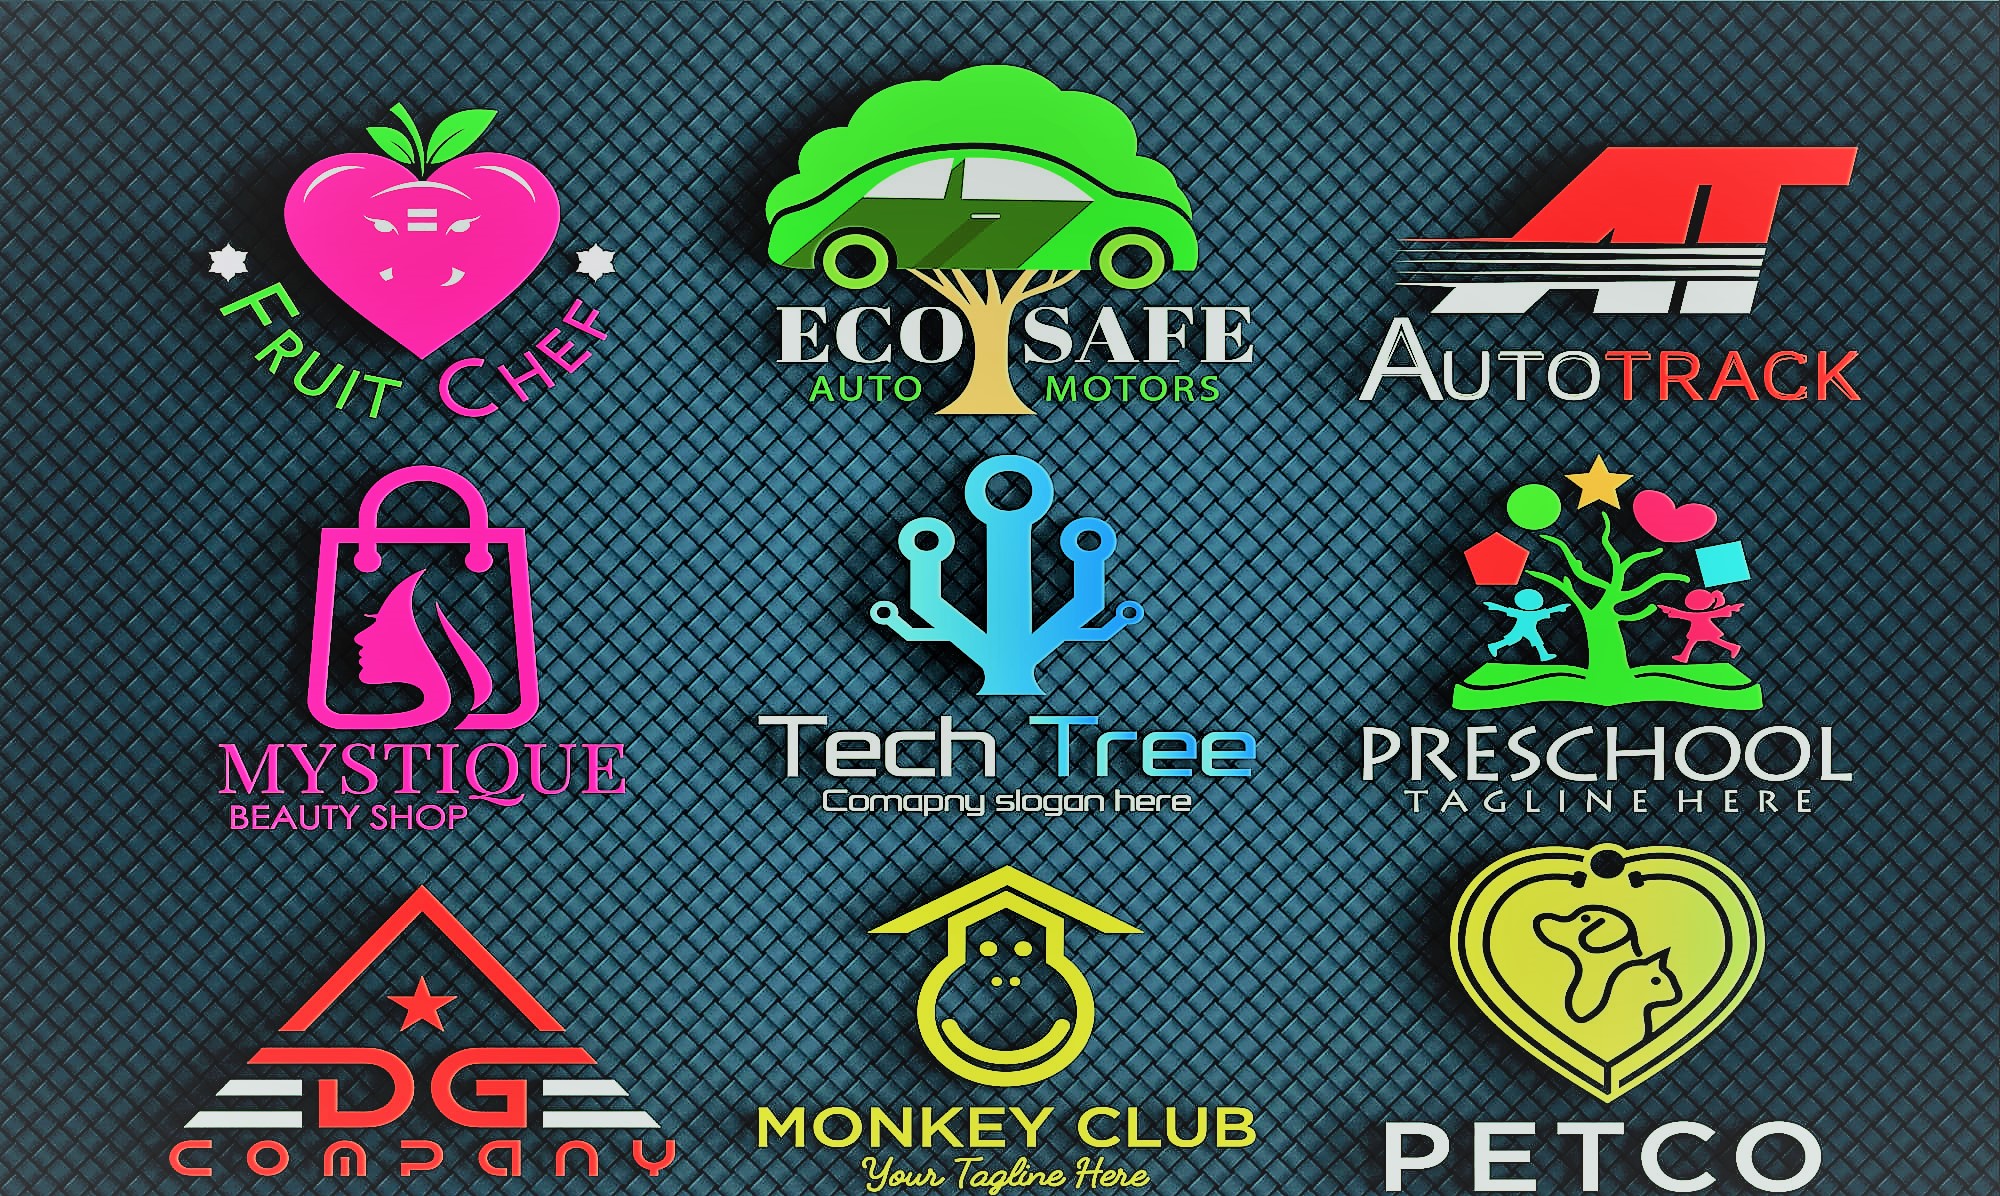 FRUIT CHEF
ECO SAFE
AUTO MOTORS
AT
AUTOTRACK
MYSTIQUE
BEAUTY SHOP
Tech Tree
Comapny slogan here
PRESCHOOL
TAGLINE HERE
DG
company
MONKEY CLUB
Your Tagline Here
PETCO